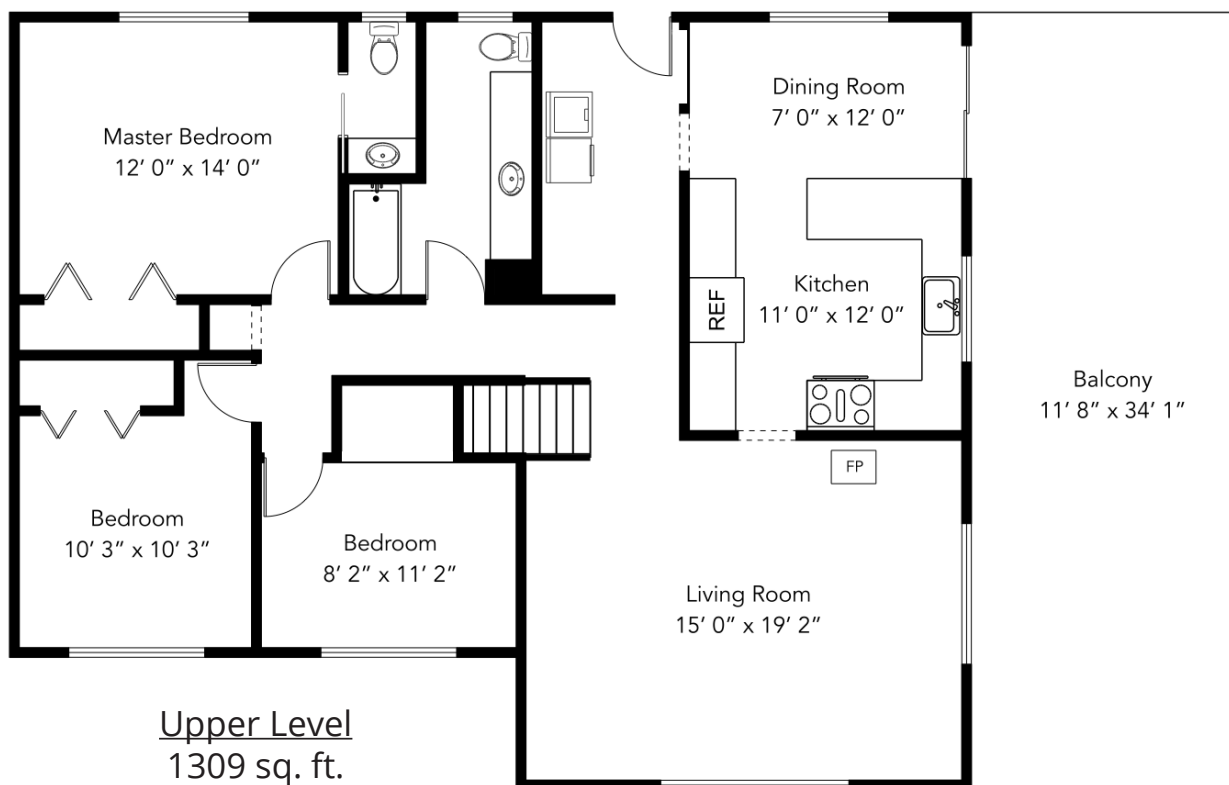 Dining Room
7’ 0” x 12’ 0”
Master Bedroom
12’ 0” x 14’ 0”
Kitchen
11’ 0” x 12’ 0”
REF
Balcony
11’ 8” x 34’ 1”
FP
Bedroom
10’ 3” x 10’ 3”
Bedroom
8’ 2” x 11’ 2”
Living Room
15’ 0” x 19’ 2”
Upper Level
1309 sq. ft.